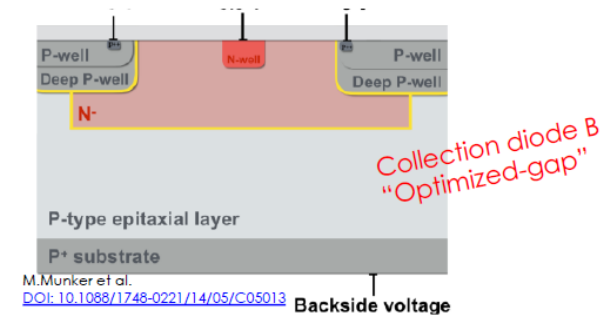 P+
P-well
N-well
P-well
Deep P-well
Deep P-well
N-
Collection diode B
"Optimized-gap"
P-type epitaxial layer
P+ substrate
M.Munker et al.
DOI: 10.1088/1748-0221/14/05/C05013
Backside voltage